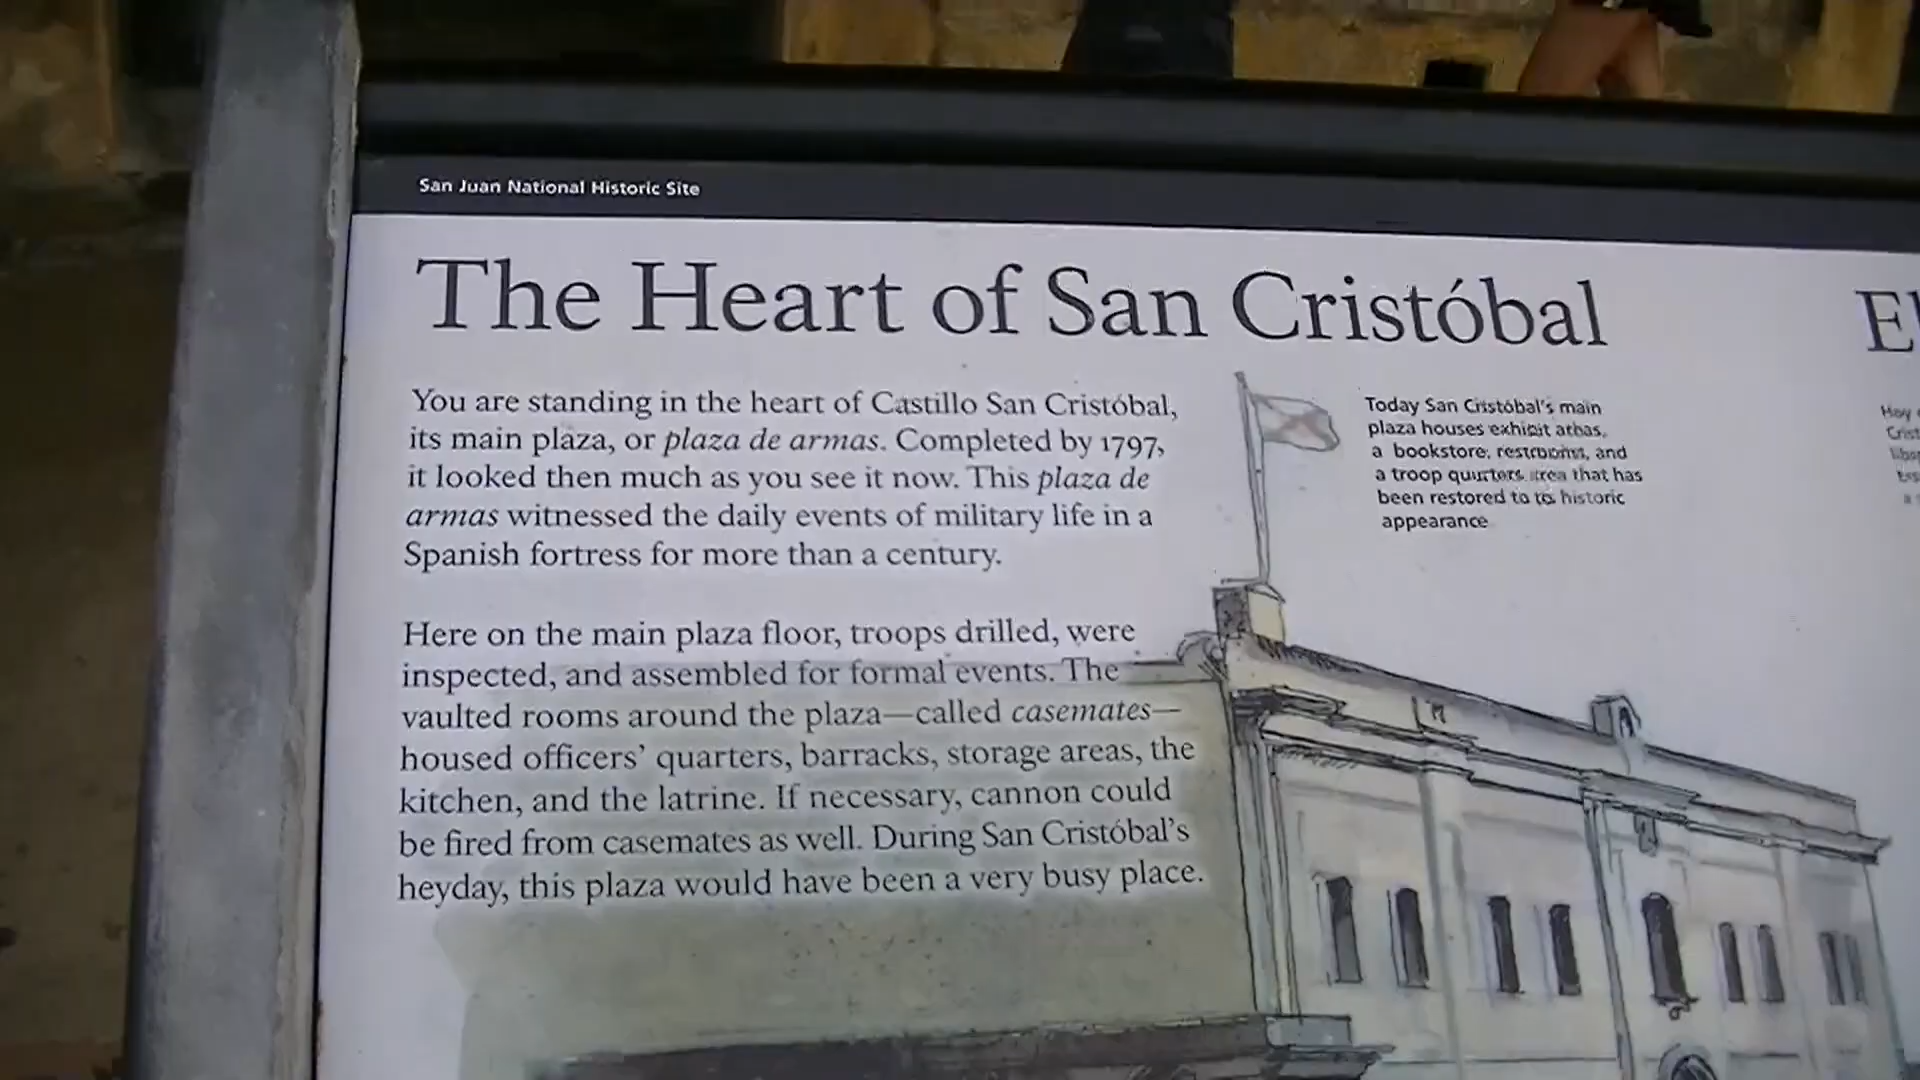 San Juan National Historic Site
The Heart of San Cristóbal
You are standing in the heart of Castillo San Cristóbal,
its main plaza, or plaza de armas. Completed by 1797,
it looked then much as you see it now. This plaza de
armas witnessed the daily events of military life in a
Spanish fortress for more than a century.
Here on the main plaza floor, troops drilled, were
inspected, and assembled for formal events. The
vaulted rooms around the plaza—called casemates—
housed officers’ quarters, barracks, storage areas, the
kitchen, and the latrine. If necessary, cannon could
be fired from casemates as well. During San Cristóbal’s
heyday, this plaza would have been a very busy place.
Today San Cristóbal’s main
plaza houses exhibit
a bookstore, restrooms, and
a troop quarters area that has
been restored to its historic
appearance
El
Hoy